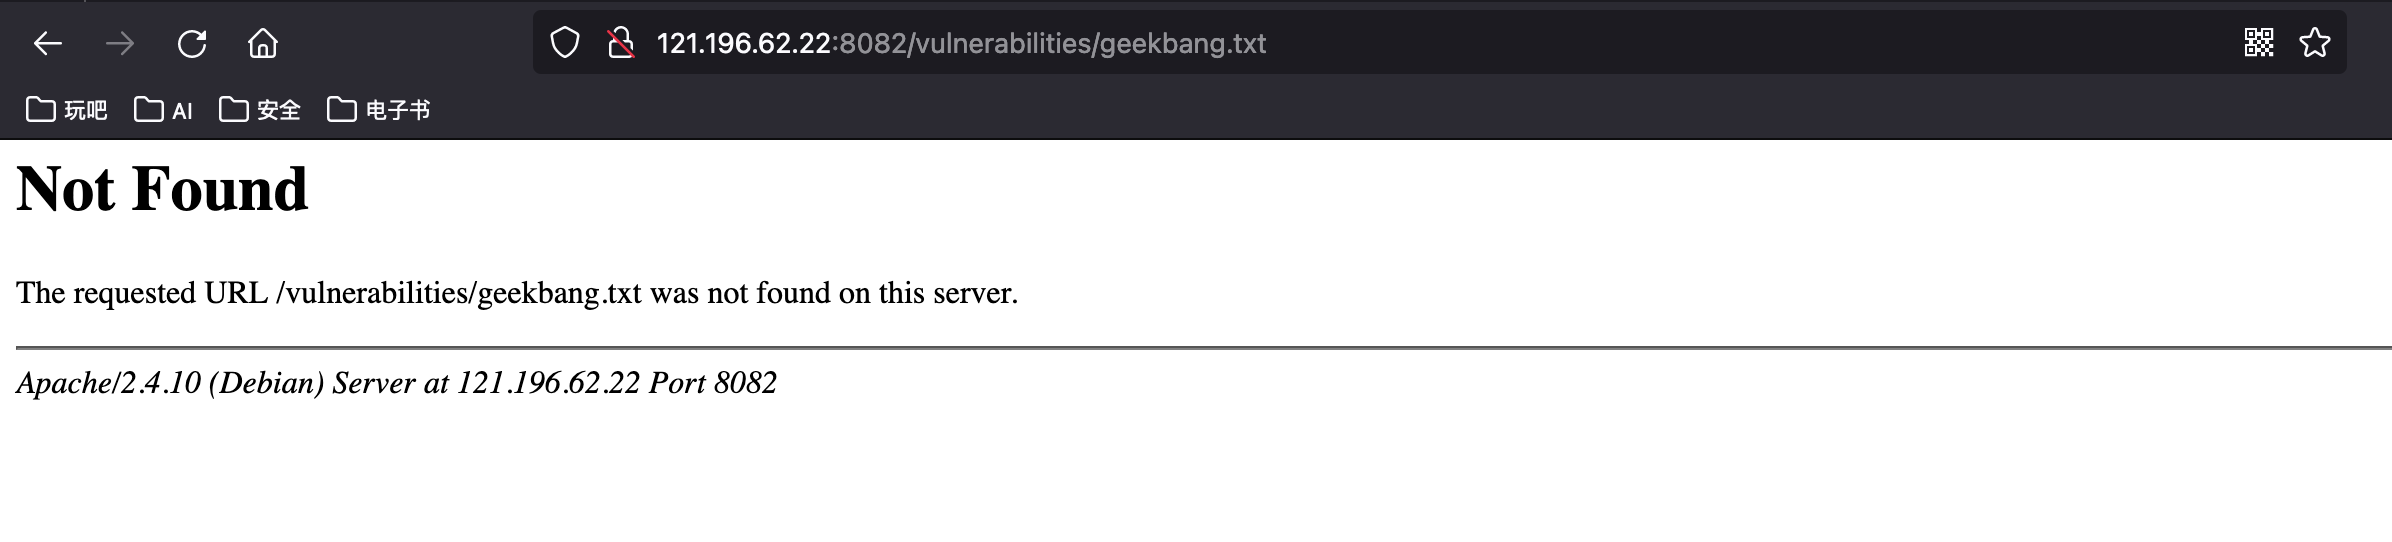 121.196.62.22:8082/vulnerabilities/geekbang.txt
玩吧 AI 安全 电子书
Not Found
The requested URL /vulnerabilities/geekbang.txt was not found on this server.
Apache/2.4.10 (Debian) Server at 121.196.62.22 Port 8082